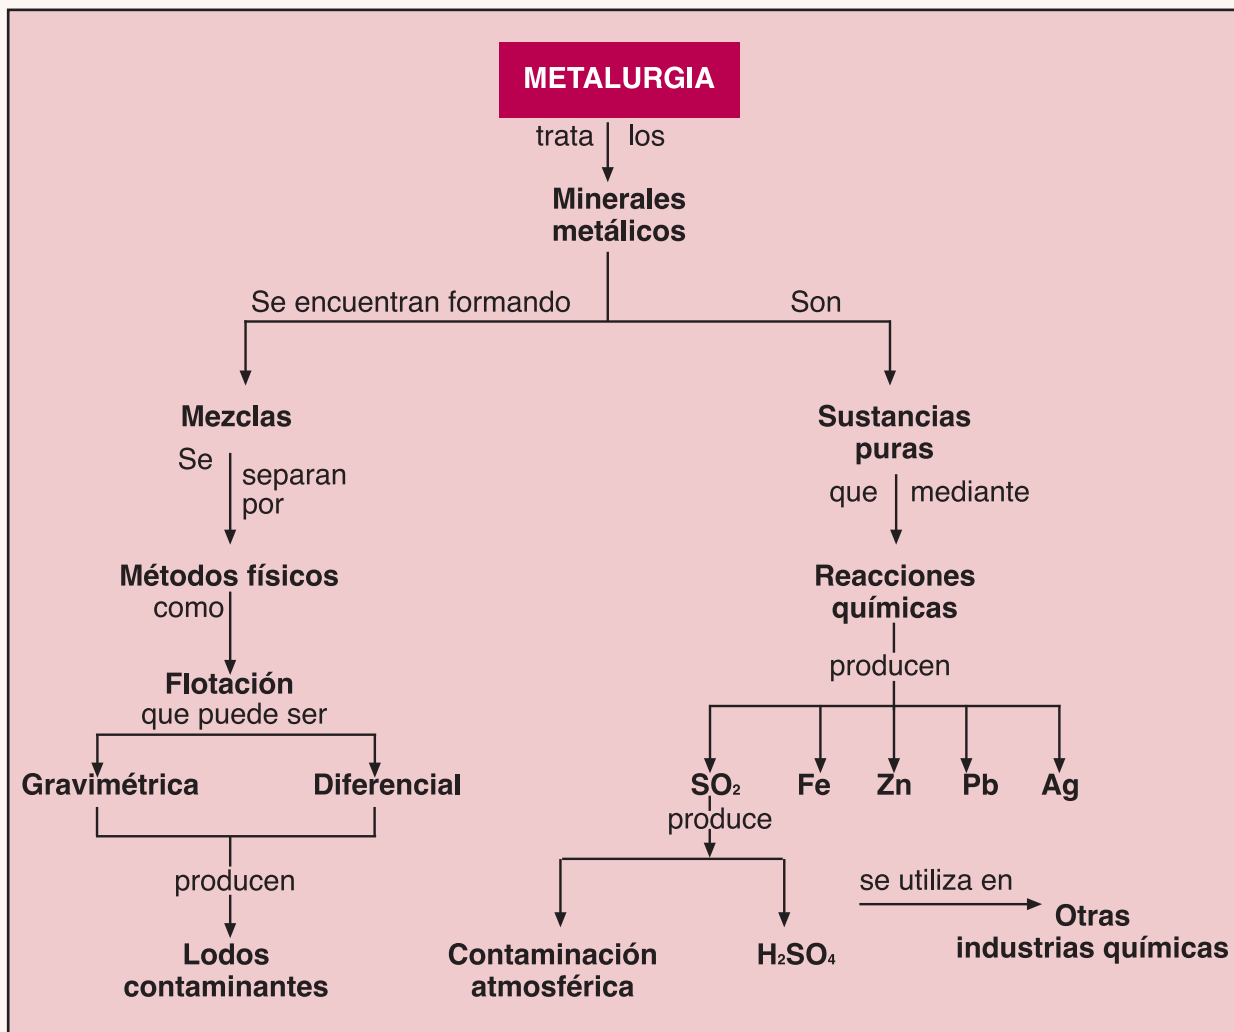 METALURGIA
trata los
Minerales
metálicos
Se encuentran formando
Son
Mezclas
Se
separan
por
Métodos físicos
como
Flotación
que puede ser
Gravimétrica
Diferencial
producen
Lodos
contaminantes
Sustancias
puras
que mediante
Reacciones
químicas
producen
SO₂ Fe Zn Pb Ag
produce
Contaminación
atmosférica
H₂SO₄
se utiliza en
Otras
industrias químicas